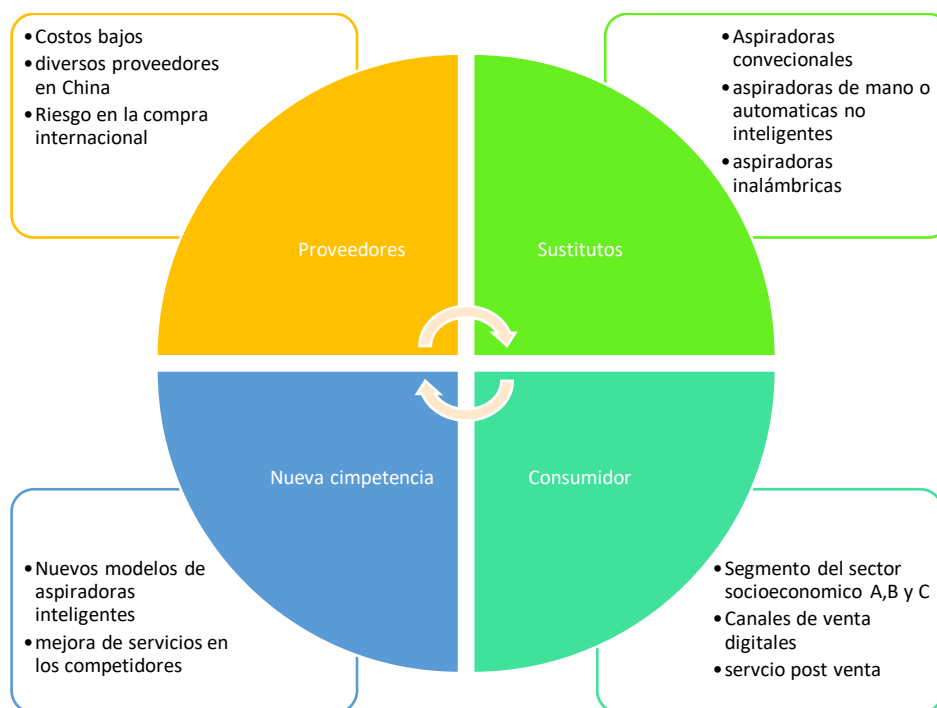 •Costos bajos
•diversos proveedores
en China
•Riesgo en la compra
internacional
•Aspiradoras
convecionales
•aspiradoras de mano o
automaticas no
inteligentes
•aspiradoras
inalámbricas
Proveedores
Sustitutos
Nueva cimpetencia
Consumidor
•Nuevos modelos de
aspiradoras
inteligentes
•mejora de servicios en
los competidores
•Segmento del sector
socioeconomico A,B y C
•Canales de venta
digitales
•servcio post venta